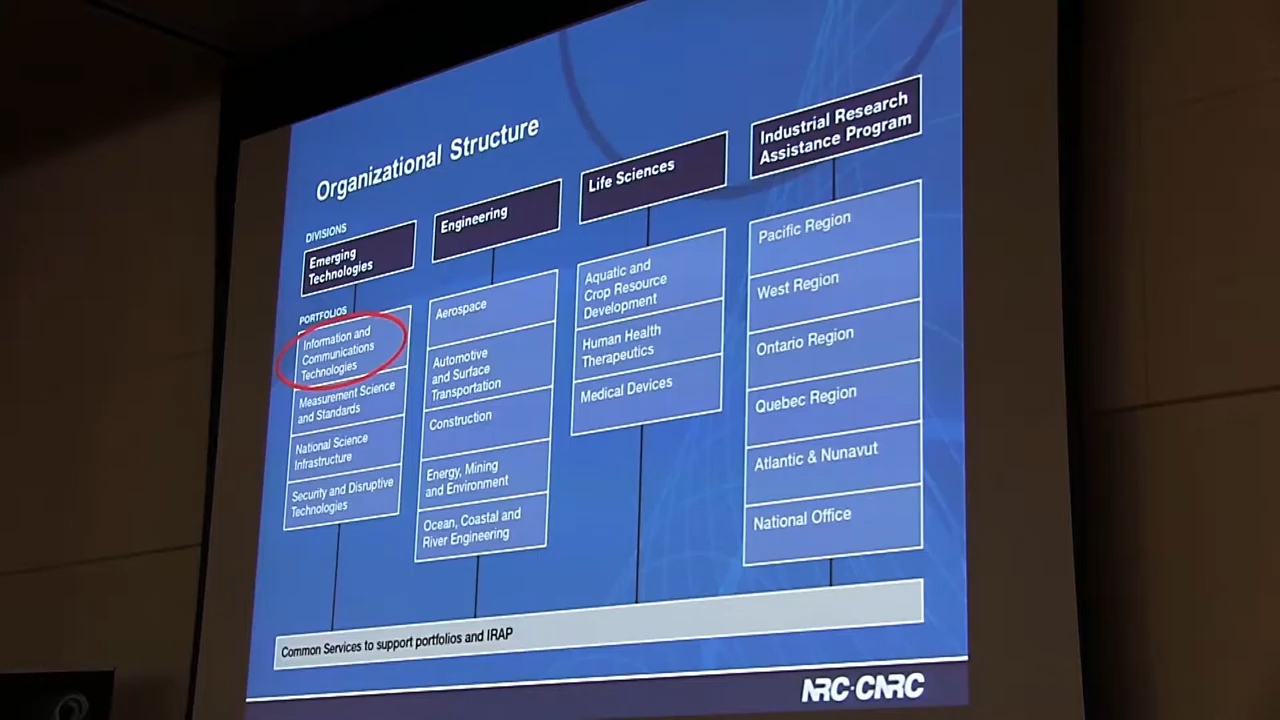 Organizational Structure
DIVISIONS
Emerging
Technologies
PORTFOLIOS
Information and
Communications
Technologies
Measurement Science
and Standards
National Science
Infrastructure
Security and Disruptive
Technologies
Engineering
Aerospace
Automotive
and Surface
Transportation
Construction
Energy, Mining
and Environment
Ocean, Coastal and
River Engineering
Life Sciences
Aquatic and
Crop Resource
Development
Human Health
Therapeutics
Medical Devices
Industrial Research
Assistance Program
Pacific Region
West Region
Ontario Region
Quebec Region
Atlantic & Nunavut
National Office
Common Services to support portfolios and IRAP
NRC·CNRC